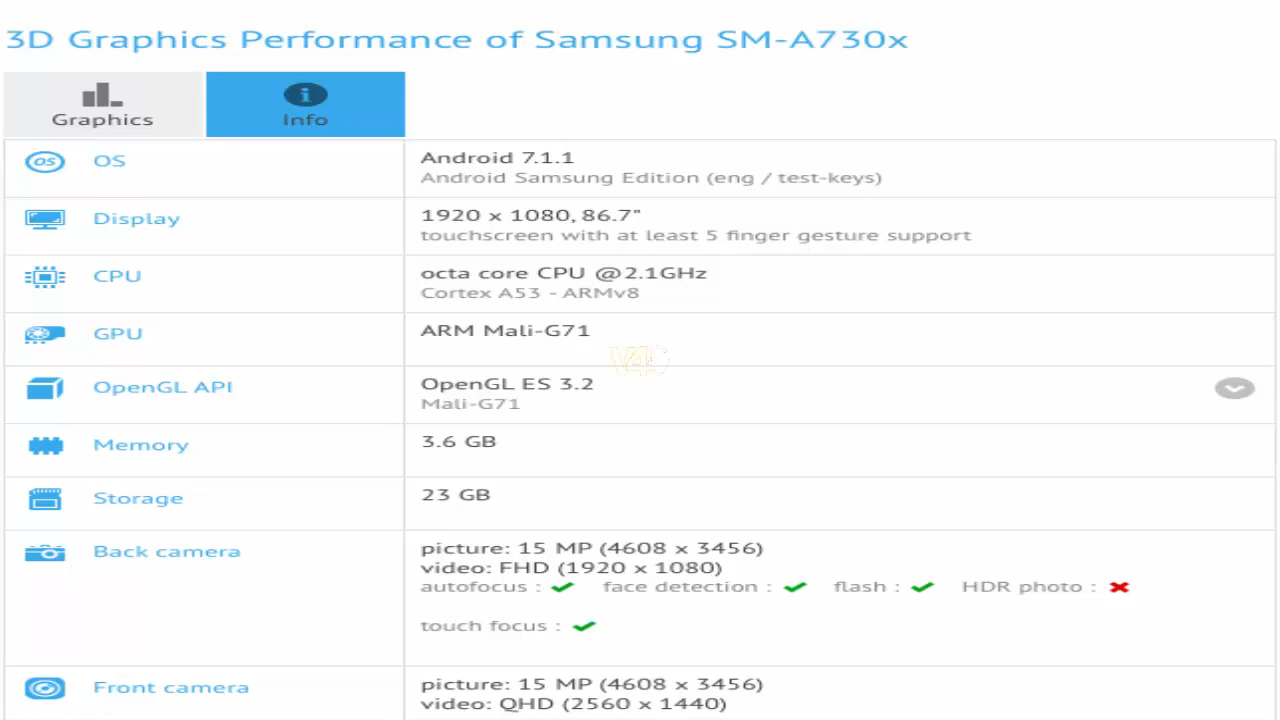 3D Graphics Performance of Samsung SM-A730x
Graphics
Info
OS
Android 7.1.1
Android Samsung Edition (eng / test-keys)
Display
1920 x 1080, 86.7"
touchscreen with at least 5 finger gesture support
CPU
octa core CPU @2.1GHz
Cortex A53 - ARMv8
GPU
ARM Mali-G71
OpenGL API
OpenGL ES 3.2
Mali-G71
Memory
3.6 GB
Storage
23 GB
Back camera
picture: 15 MP (4608 x 3456)
video: FHD (1920 x 1080)
autofocus : face detection : flash : HDR photo :
touch focus :
Front camera
picture: 15 MP (4608 x 3456)
video: QHD (2560 x 1440)